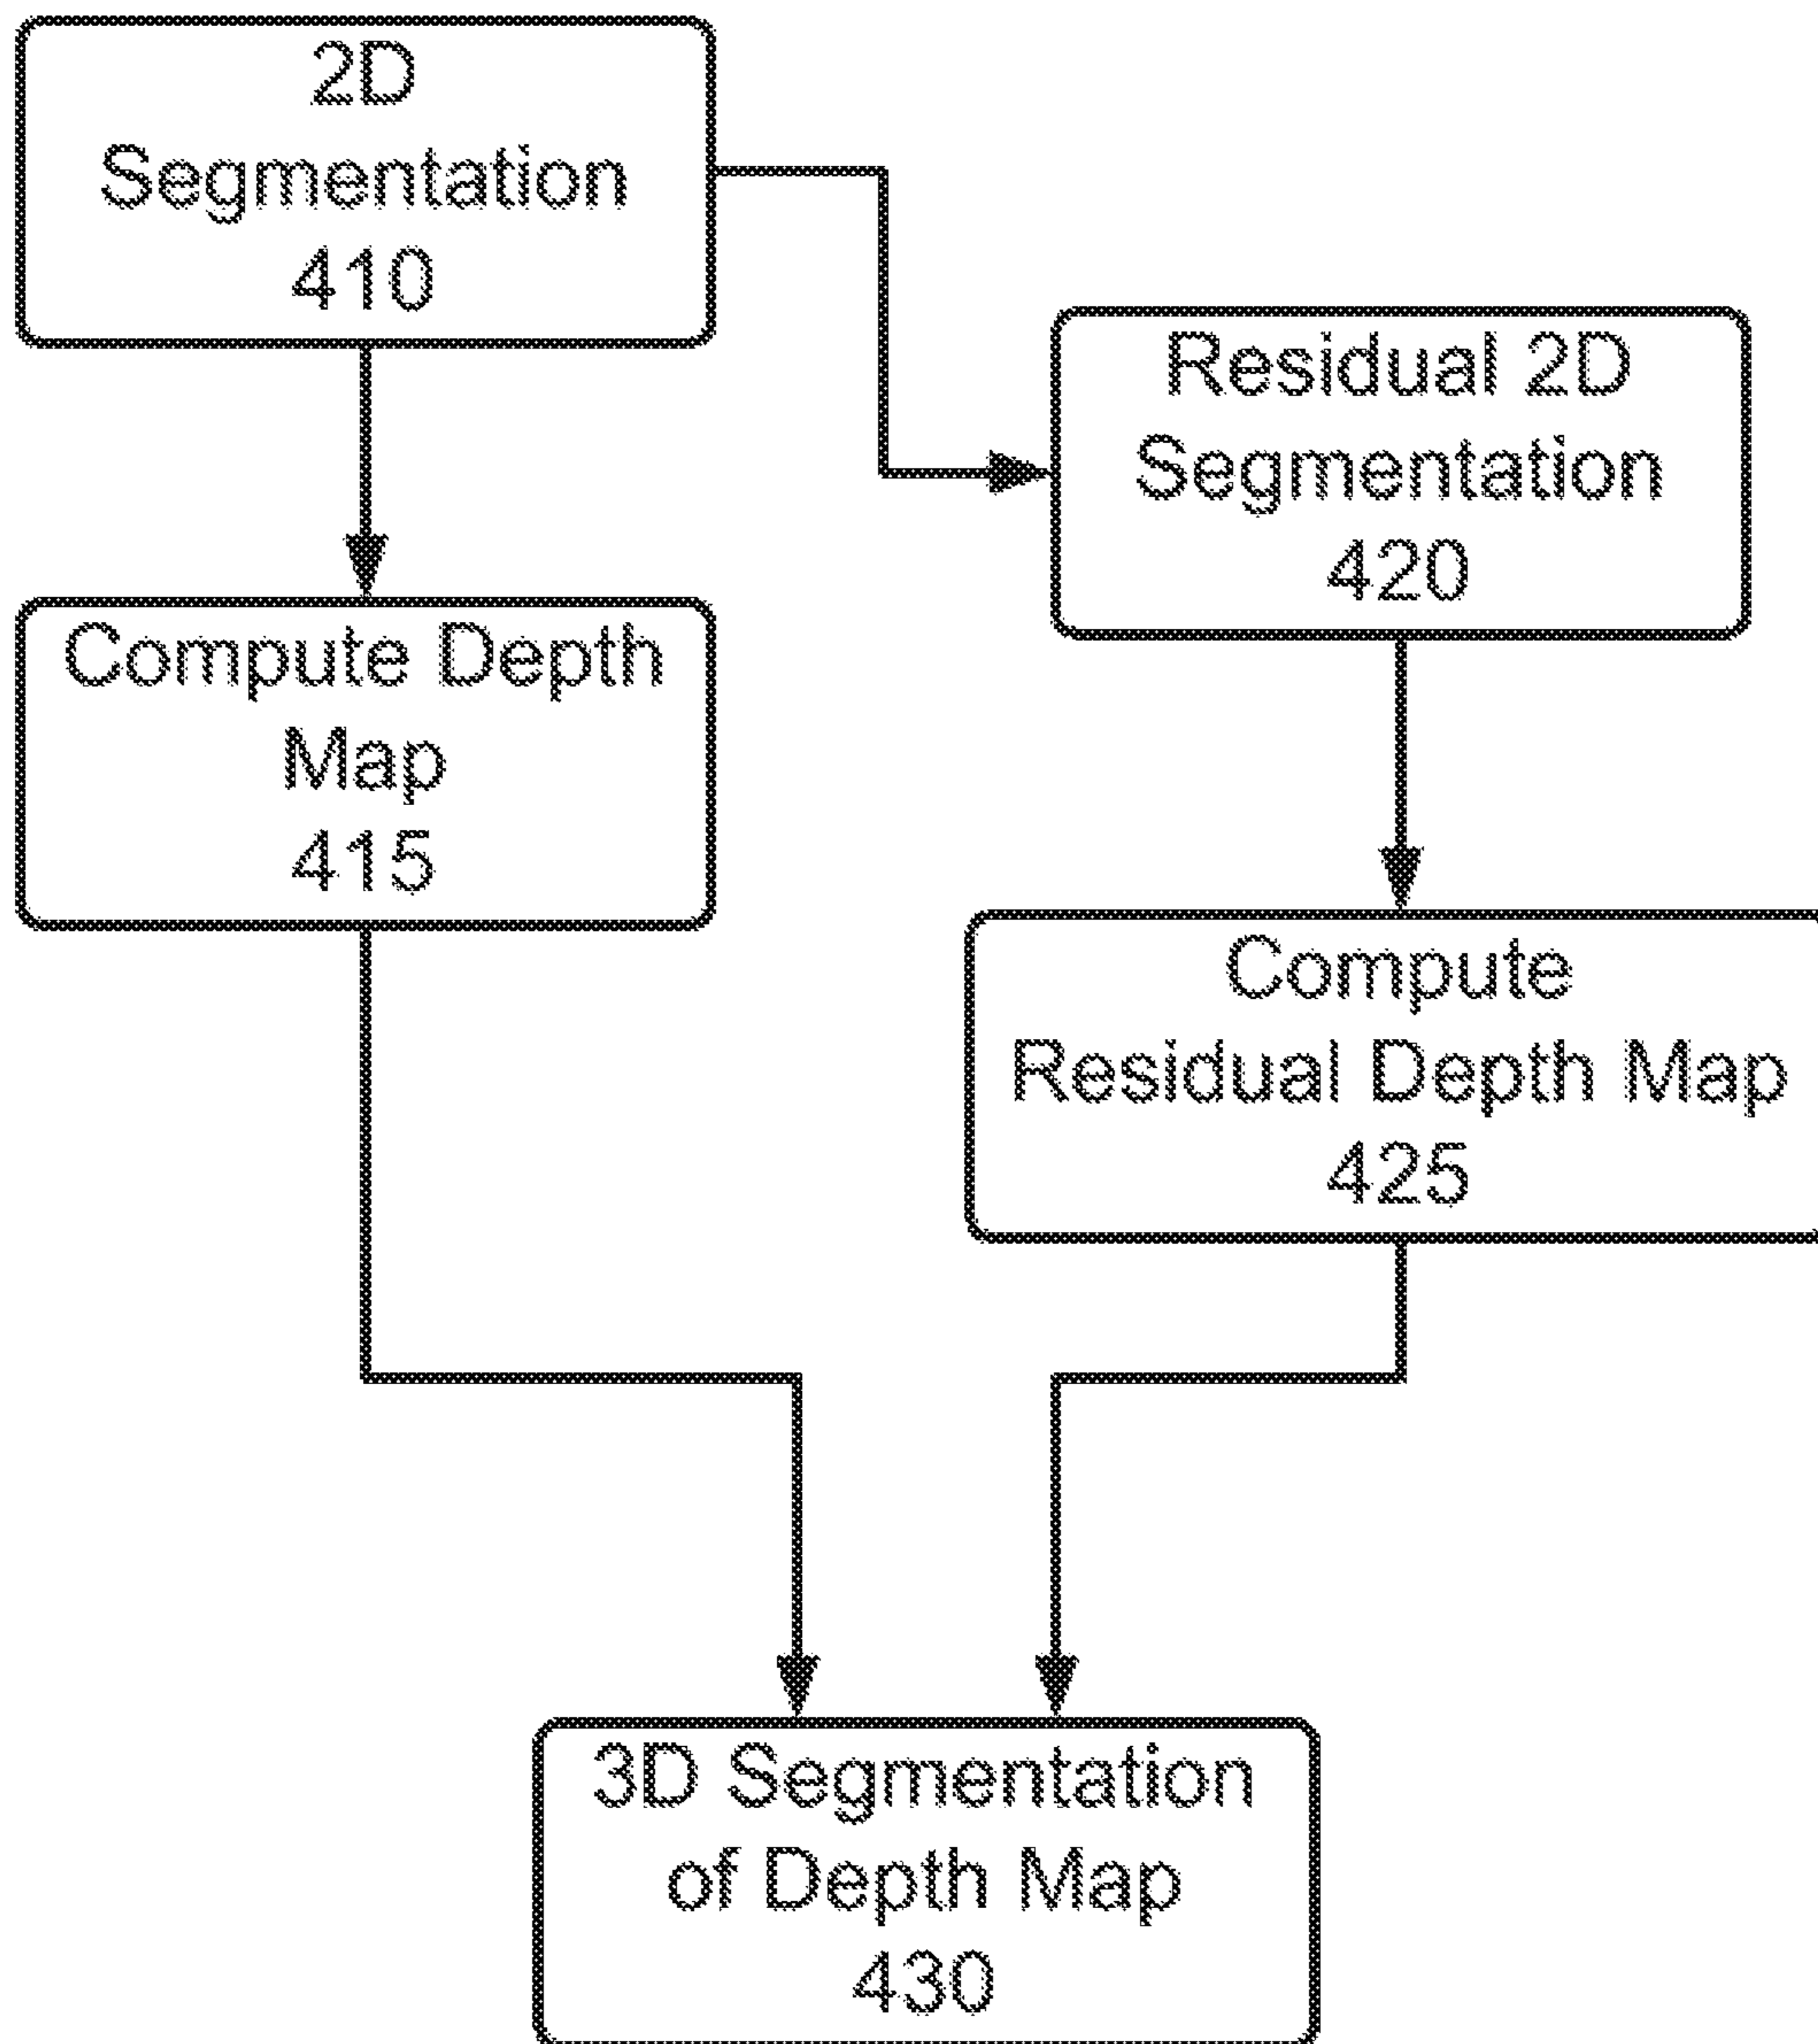 2D
Segmentation
410
Residual 2D
Segmentation
420
Compute Depth
Map
415
Compute
Residual Depth Map
425
3D Segmentation
of Depth Map
430